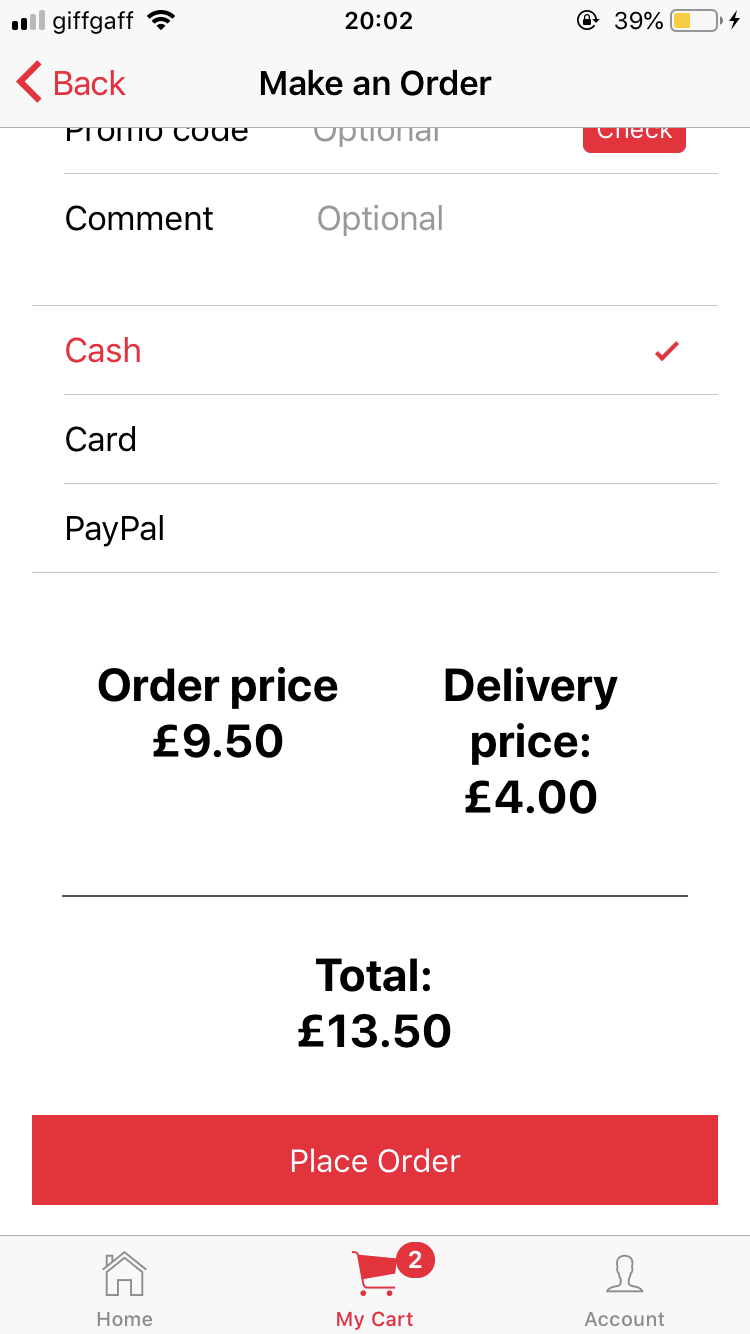 giffgaff 20:02 39%
Back Make an Order
Promo code Optional Check
Comment Optional
Cash
Card
PayPal
Order price
£9.50
Delivery
price:
£4.00
Total:
£13.50
Place Order
2
Home My Cart Account